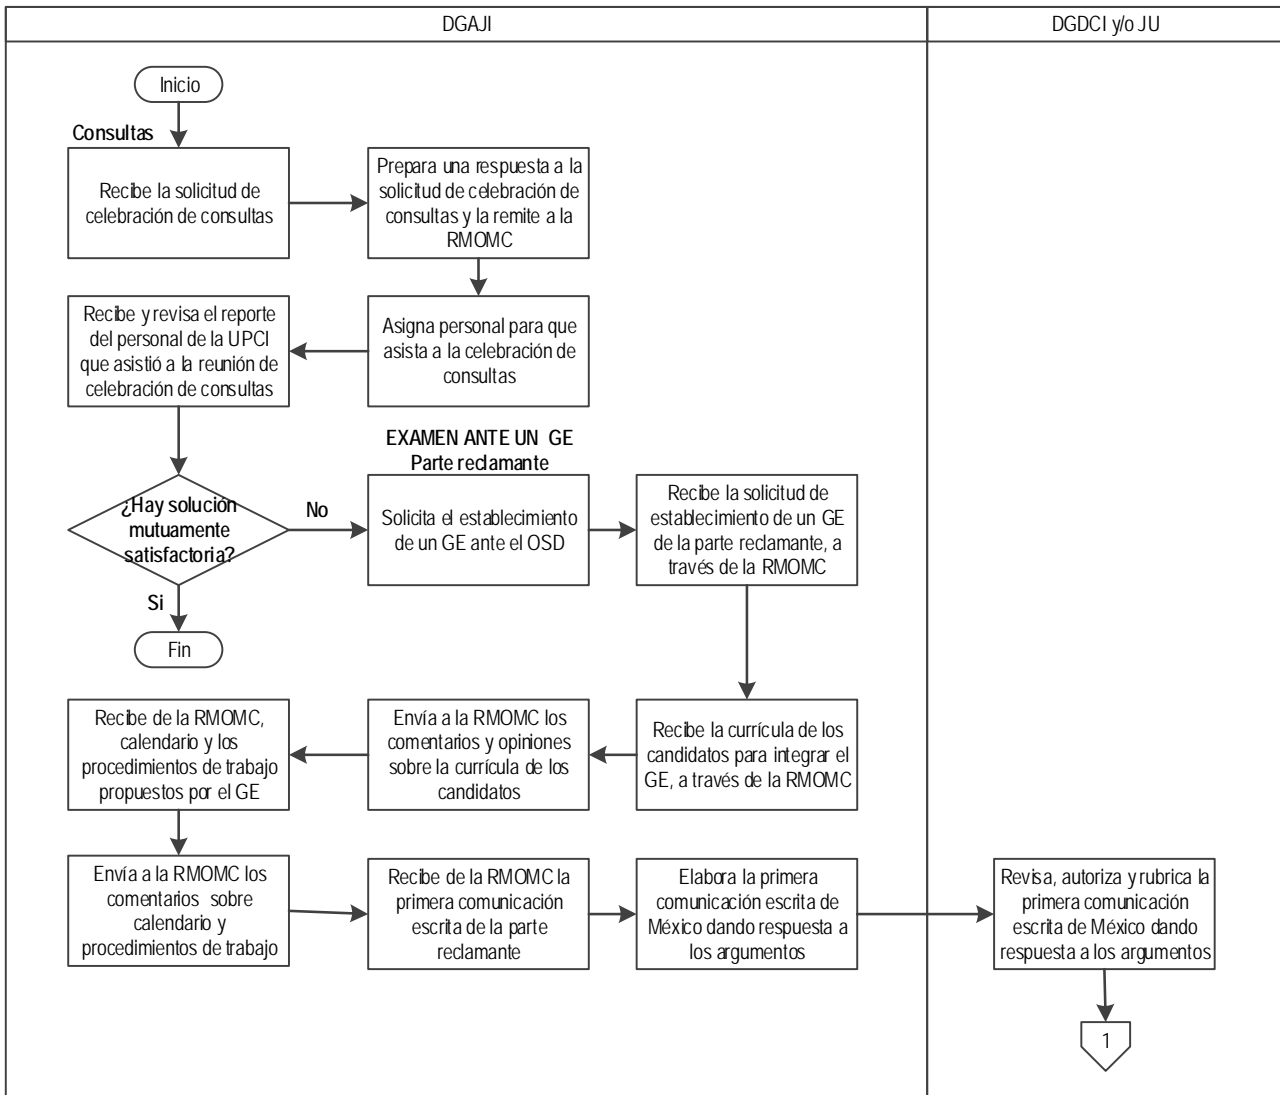 DGAJI
DGDCI y/o JU
Inicio
Consultas
Recibe la solicitud de
celebración de consultas
Prepara una respuesta a la
solicitud de celebración de
consultas y la remite a la
RMOMC
Recibe y revisa el reporte
del personal de la UPCI
que asistió a la reunión de
celebración de consultas
Asigna personal para que
asista a la celebración de
consultas
EXAMEN ANTE UN GE
Parte reclamante
¿Hay solución
mutuamente
satisfactoria?
No
Solicita el establecimiento
de un GE ante el OSD
Recibe la solicitud de
establecimiento de un GE
de la parte reclamante, a
través de la RMOMC
Si
Fin
Recibe de la RMOMC,
calendario y los
procedimientos de trabajo
propuestos por el GE
Envía a la RMOMC los
comentarios y opiniones
sobre la currícula de los
candidatos
Recibe la currícula de los
candidatos para integrar el
GE, a través de la RMOMC
Envía a la RMOMC los
comentarios sobre
calendario y
procedimientos de trabajo
Recibe de la RMOMC la
primera comunicación
escrita de la parte
reclamante
Elabora la primera
comunicación escrita de
México dando respuesta a
los argumentos
Revisa, autoriza y rubrica la
primera comunicación
escrita de México dando
respuesta a los argumentos
1